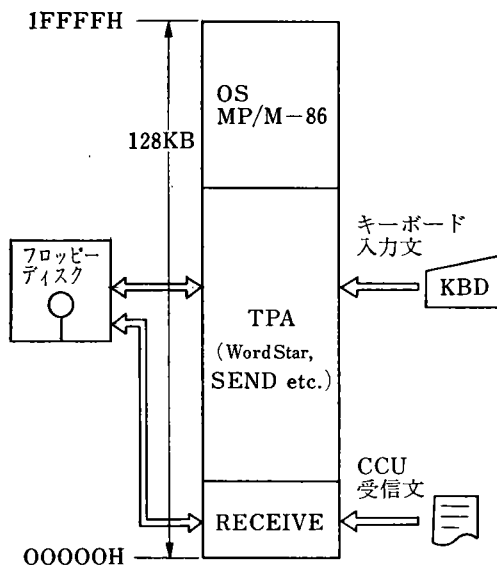 1FFFFH
OS
MP/M-86
128KB
キーボード
入力文
フロッピー
ディスク
KBD
TPA
(WordStar,
SEND etc.)
CCU
受信文
RECEIVE
00000H